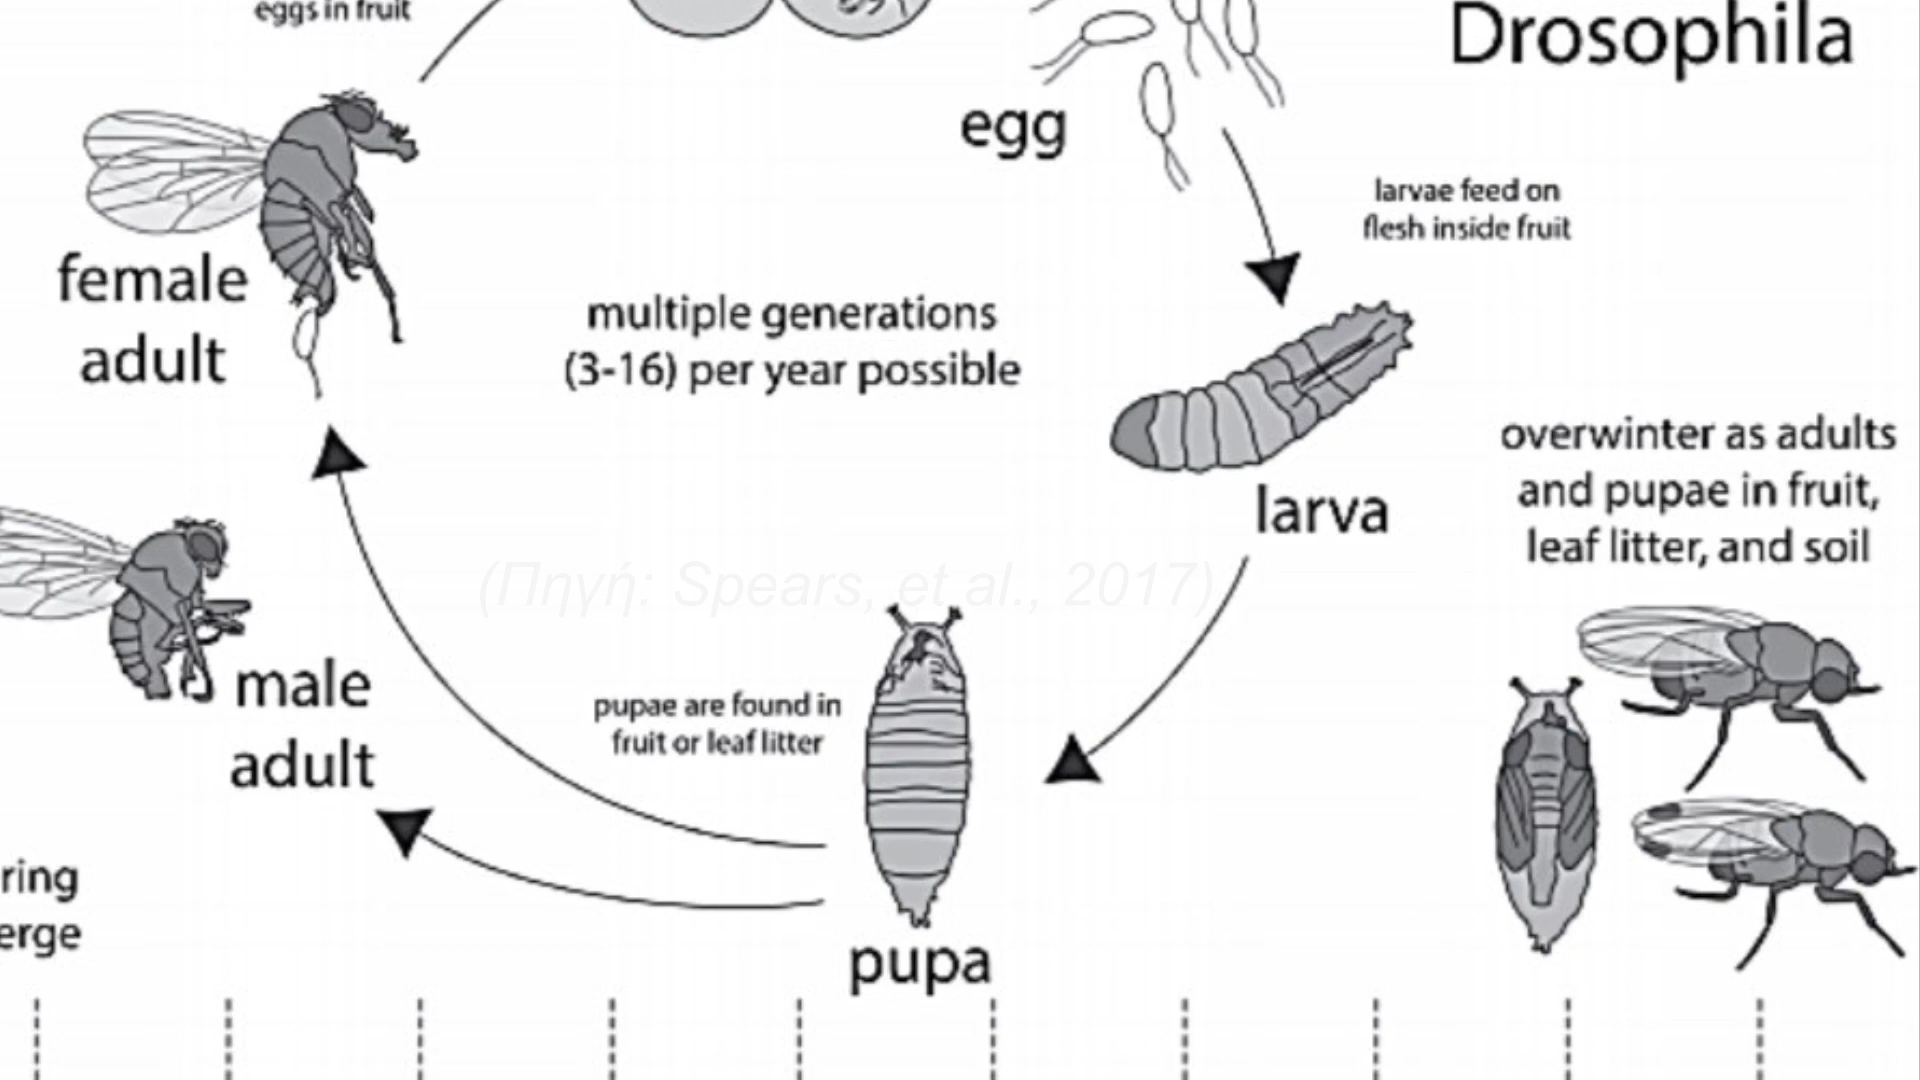 eggs in fruit
Drosophila
egg
larvae feed on
flesh inside fruit
female
adult
multiple generations
(3-16) per year possible
larva
overwinter as adults
and pupae in fruit,
leaf litter, and soil
(Πηγή: Spears, et al., 2017)
male
adult
pupae are found in
fruit or leaf litter
ring
erge
pupa